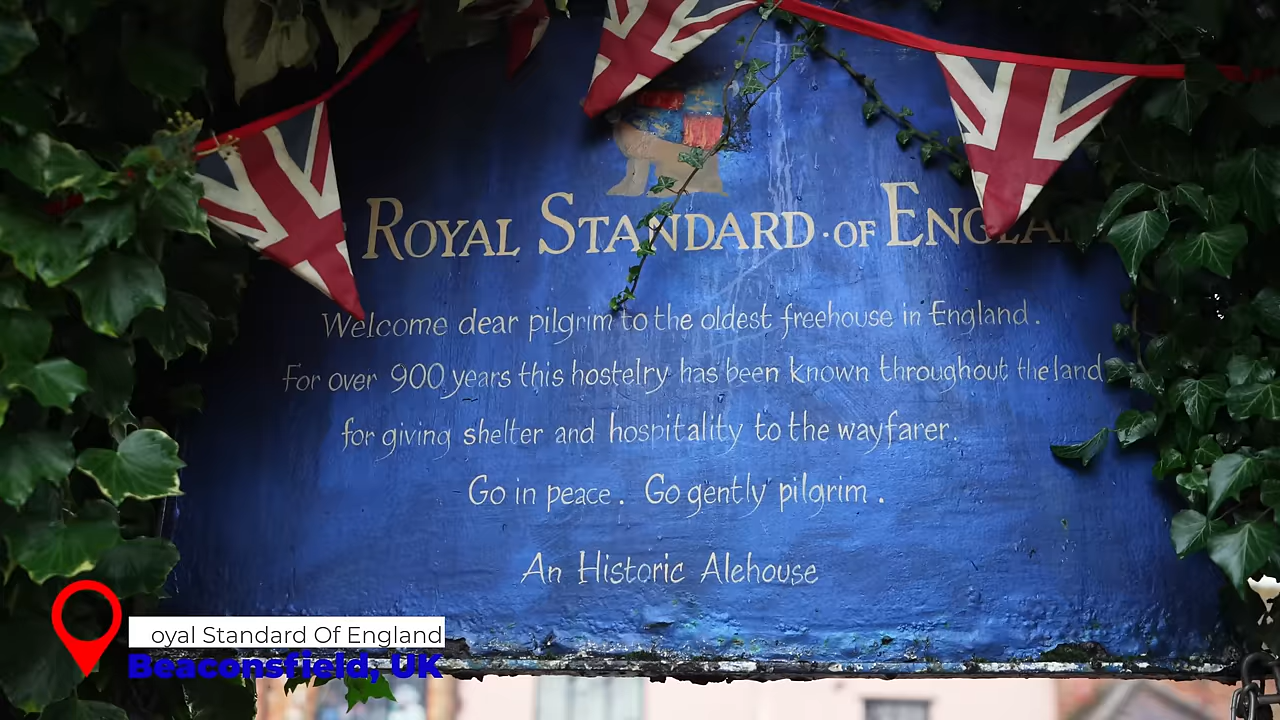 ROYAL STANDARD · OF ENGLA
Welcome dear pilgrim to the oldest freehouse in England.
For over 900 years this hostelry has been known throughout the land
for giving shelter and hospitality to the wayfarer.
Go in peace. Go gently pilgrim.
An Historic Alehouse
oyal Standard Of England
Beaconsfield, UK